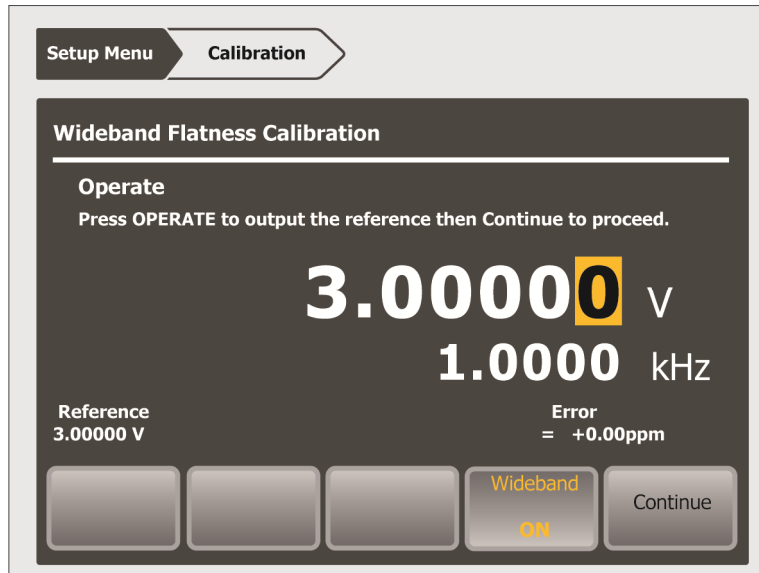 Setup Menu
Calibration
Wideband Flatness Calibration
Operate
Press OPERATE to output the reference then Continue to proceed.
3.00000 V
1.0000 kHz
Reference
3.00000 V
Error
= +0.00ppm
Wideband
ON
Continue